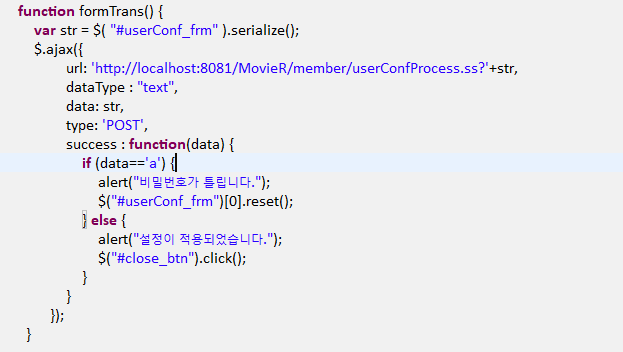 function formTrans() {
var str = $( "#userConf_frm" ).serialize();
$.ajax({
url: 'http://localhost:8081/MovieR/member/userConfProcess.ss?'+str,
dataType : "text",
data: str,
type: 'POST',
success : function(data) {
if (data=='a') {
alert("비밀번호가 틀립니다.");
$("#userConf_frm")[0].reset();
} else {
alert("설정이 적용되었습니다.");
$("#close_btn").click();
}
}
});
}